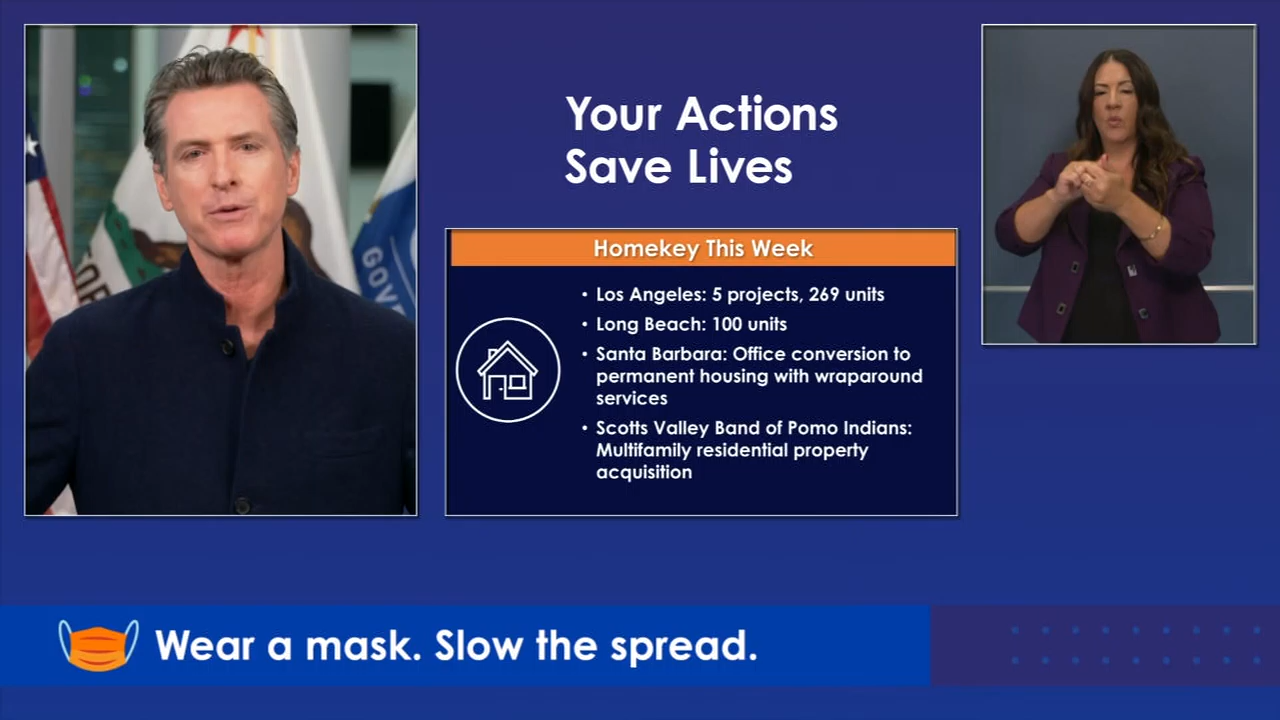 Your Actions
Save Lives
Homekey This Week
• Los Angeles: 5 projects, 269 units
• Long Beach: 100 units
• Santa Barbara: Office conversion to
permanent housing with wraparound
services
• Scotts Valley Band of Pomo Indians:
Multifamily residential property
acquisition
Wear a mask. Slow the spread.